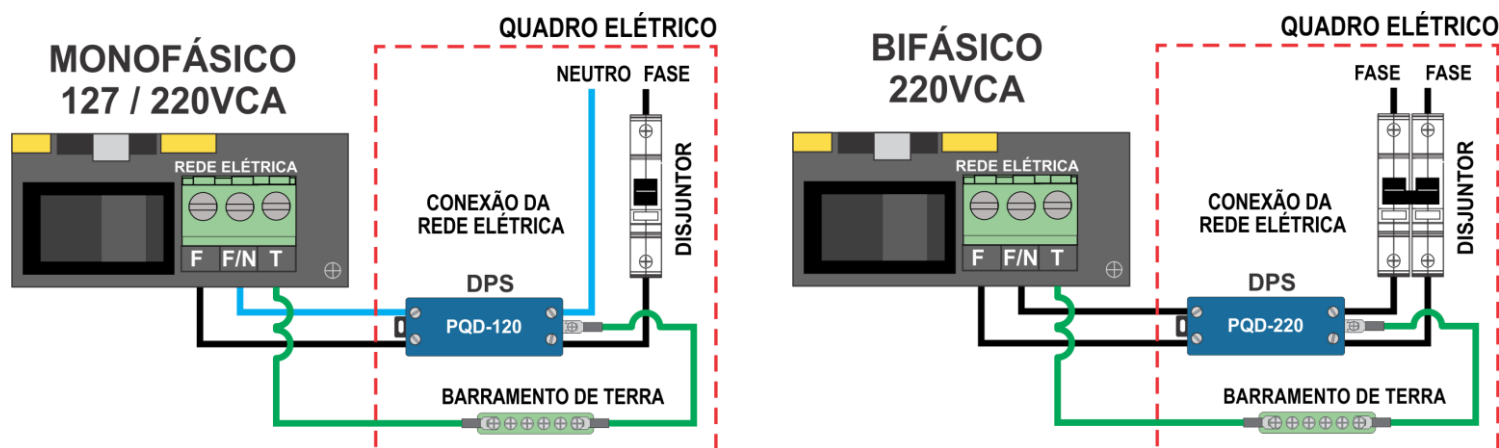 QUADRO ELÉTRICO
MONOFÁSICO
127 / 220VCA
NEUTRO FASE
REDE ELÉTRICA
CONEXÃO DA
REDE ELÉTRICA
DISJUNTOR
F F/N T
DPS
PQD-120
BARRAMENTO DE TERRA
QUADRO ELÉTRICO
BIFÁSICO
220VCA
FASE FASE
REDE ELÉTRICA
CONEXÃO DA
REDE ELÉTRICA
DISJUNTOR
F F/N T
DPS
PQD-220
BARRAMENTO DE TERRA